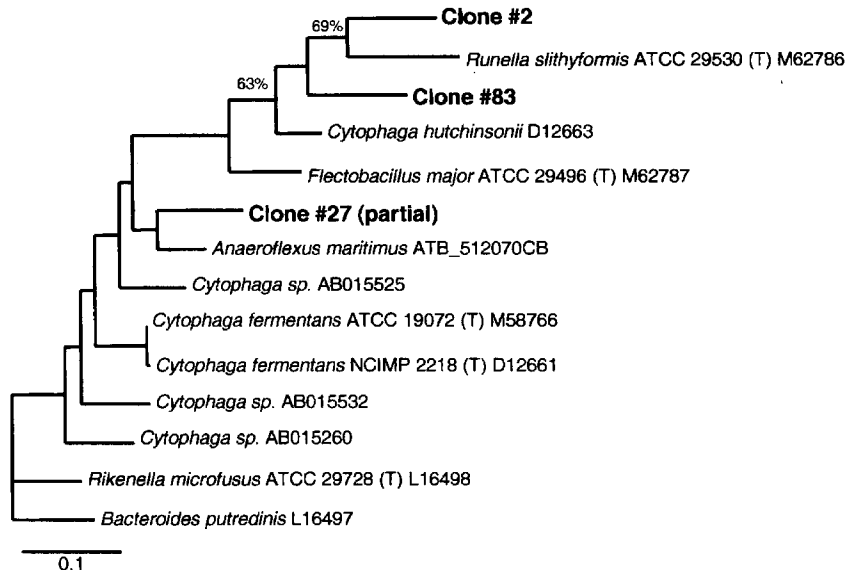 Clone #2
69%
Runella slithyformis ATCC 29530 (T) M62786
63%
Clone #83
Cytophaga hutchinsonii D12663
Flectobacillus major ATCC 29496 (T) M62787
Clone #27 (partial)
Anaeroflexus maritimus ATB_512070CB
Cytophaga sp. AB015525
Cytophaga fermentans ATCC 19072 (T) M58766
Cytophaga fermentans NCIMP 2218 (T) D12661
Cytophaga sp. AB015532
Cytophaga sp. AB015260
Rikenella microfusus ATCC 29728 (T) L16498
Bacteroides putredinis L16497
0.1